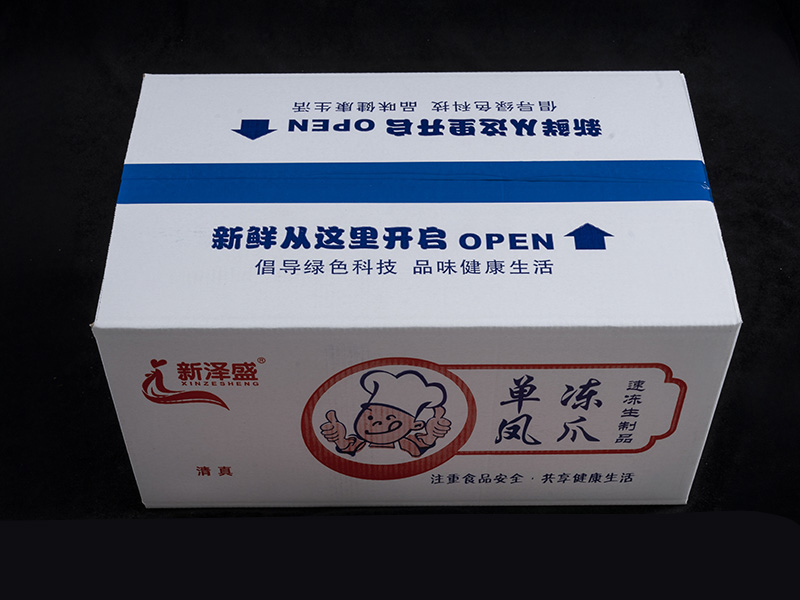 倡导绿色科技 品味健康生活
新鲜从这里开启 OPEN
新鲜从这里开启 OPEN
倡导绿色科技 品味健康生活
新泽盛®
XINZESHENG
清真
单冻
凤爪
速冻生制品
注重食品安全·共享健康生活